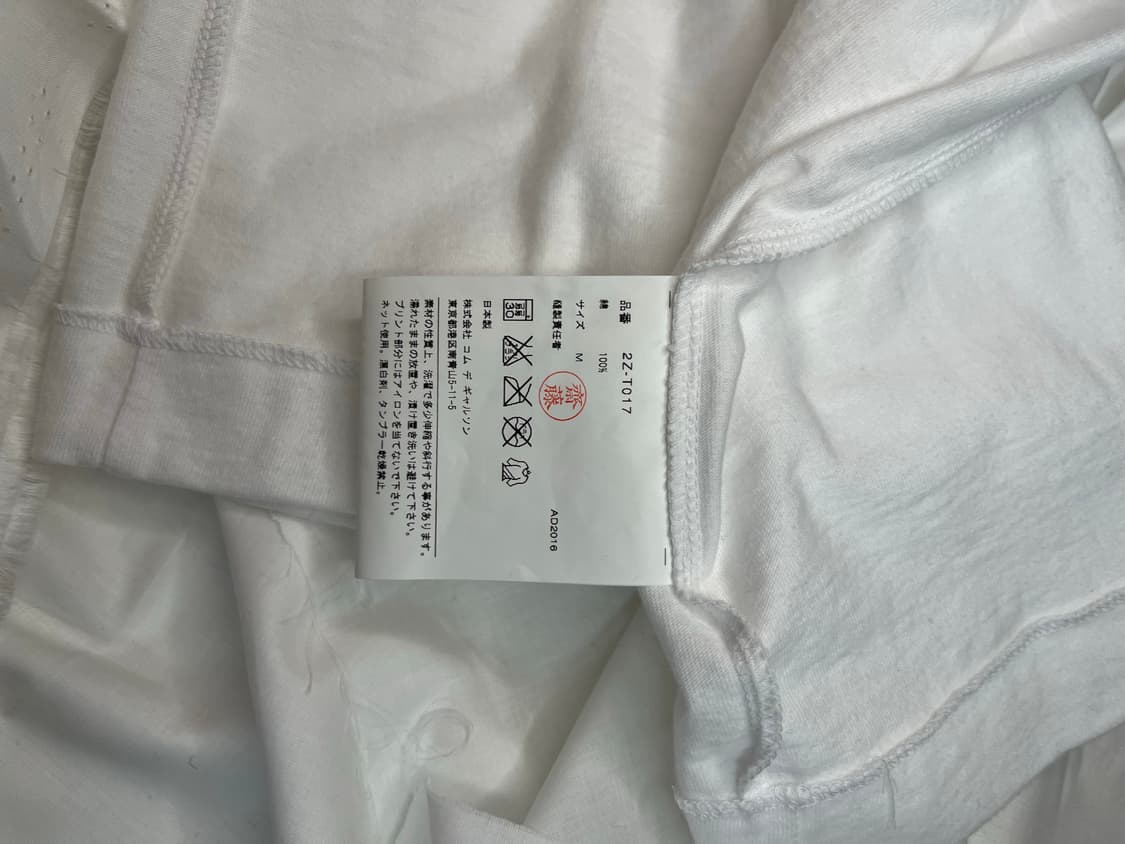 品番 2Z-T017
綿 100%
サイズ M
縫製責任者 齋藤 AD2016
30
日本製
株式会社 コム デ ギャルソン
東京都港区南青山5-11-5
素材の性質上、洗濯で多少伸縮や斜行する事があります。
濡れたままの放置や、漬け置き洗いは避けて下さい。
プリント部分にはアイロンを当てないで下さい。
ネット使用。漂白剤、タンブラー乾燥禁止。